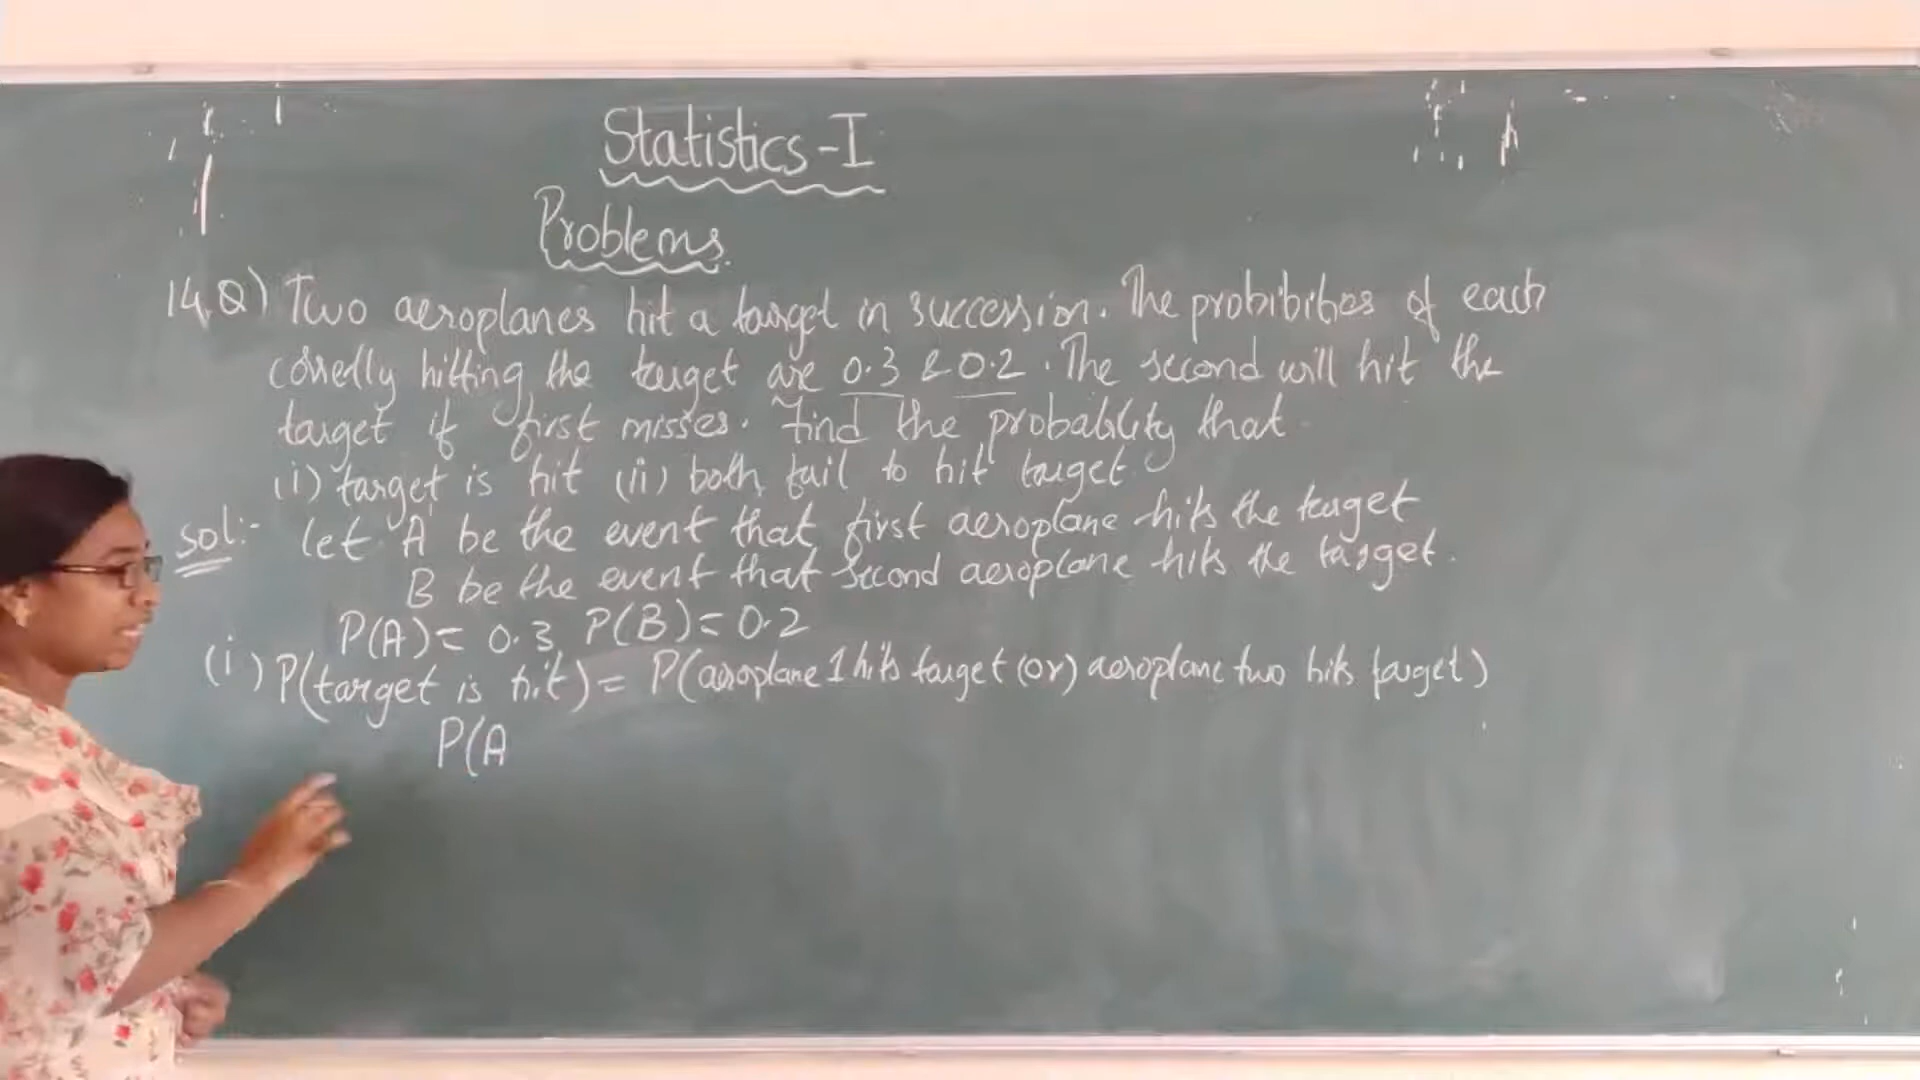 Statistics-I
Problems.
14.Q) Two aeroplanes hit a target in succession. The probibities of each
correctly hitting the target are 0.3 & 0.2. The second will hit the
target if first misses. Find the probability that
(i) target is hit (ii) both fail to hit target.
Sol:- let A be the event that first aeroplane hits the target
B be the event that second aeroplane hits the target.
P(A) = 0.3, P(B) = 0.2
(i) P(target is hit) = P(aeroplane 1 hits target (or) aeroplane two hits target)
P(A